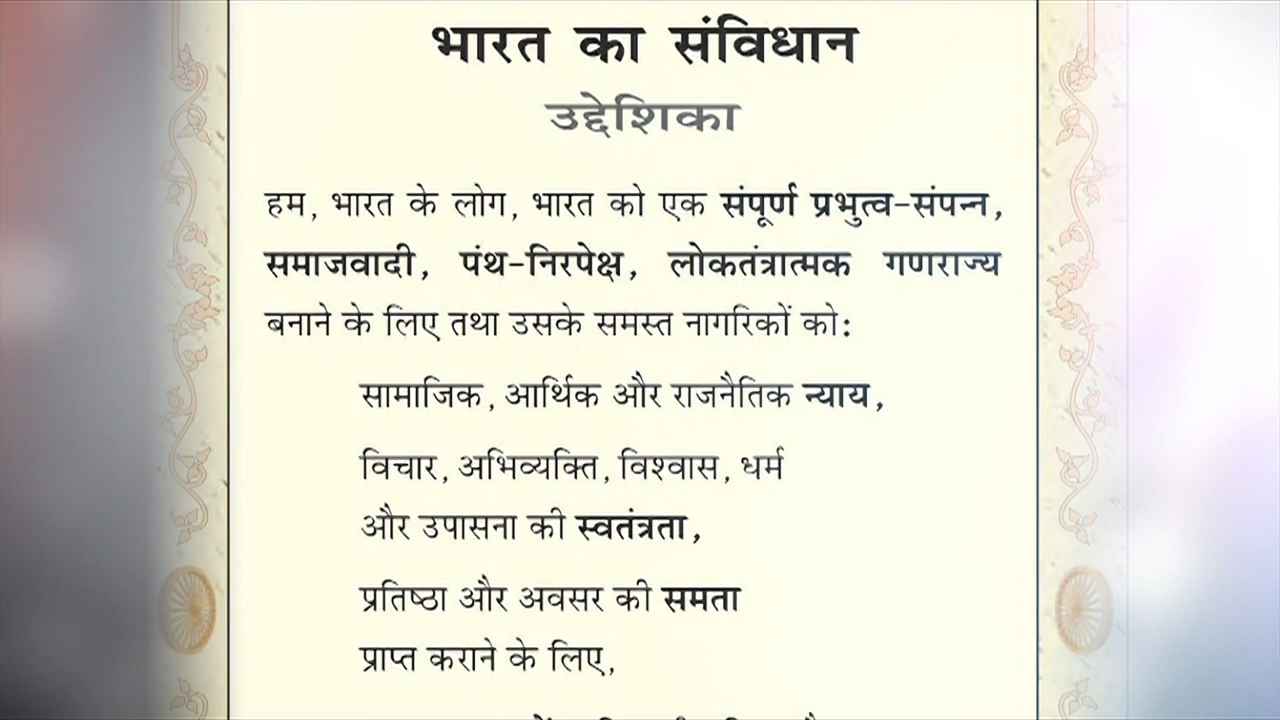 भारत का संविधान
उद्देशिका
हम, भारत के लोग, भारत को एक संपूर्ण प्रभुत्व-संपन्न,
समाजवादी, पंथ-निरपेक्ष, लोकतंत्रात्मक गणराज्य
बनाने के लिए तथा उसके समस्त नागरिकों को:
सामाजिक, आर्थिक और राजनैतिक न्याय,
विचार, अभिव्यक्ति, विश्वास, धर्म
और उपासना की स्वतंत्रता,
प्रतिष्ठा और अवसर की समता
प्राप्त कराने के लिए,